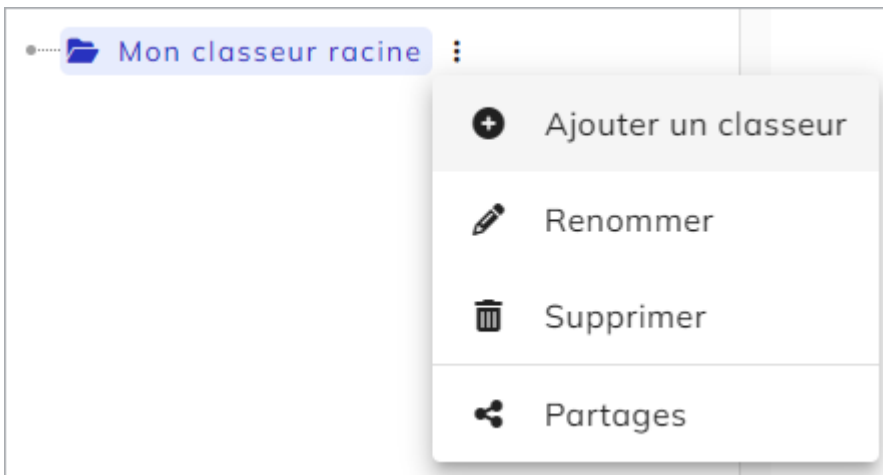 Mon classeur racine
Ajouter un classeur
Renommer
Supprimer
Partages